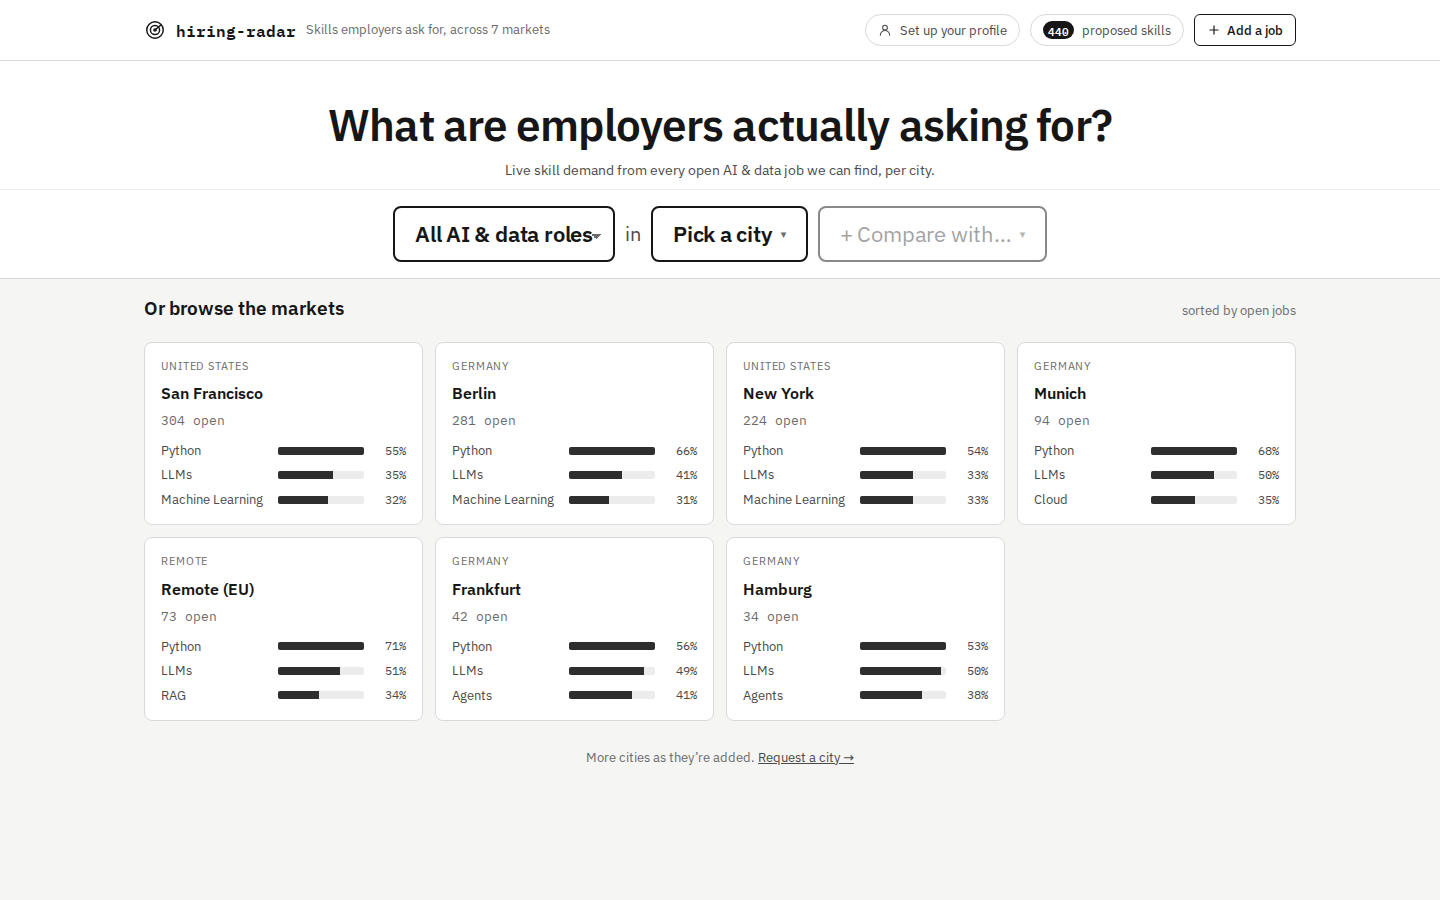 hiring-radar Skills employers ask for, across 7 markets Set up your profile 440 proposed skills + Add a job
What are employers actually asking for?
Live skill demand from every open AI & data job we can find, per city.
All AI & data roles in Pick a city + Compare with...
Or browse the markets sorted by open jobs
UNITED STATES
San Francisco
304 open
Python 55%
LLMs 35%
Machine Learning 32%
GERMANY
Berlin
281 open
Python 66%
LLMs 41%
Machine Learning 31%
UNITED STATES
New York
224 open
Python 54%
LLMs 33%
Machine Learning 33%
GERMANY
Munich
94 open
Python 68%
LLMs 50%
Cloud 35%
REMOTE
Remote (EU)
73 open
Python 71%
LLMs 51%
RAG 34%
GERMANY
Frankfurt
42 open
Python 56%
LLMs 49%
Agents 41%
GERMANY
Hamburg
34 open
Python 53%
LLMs 50%
Agents 38%
More cities as they’re added. Request a city →